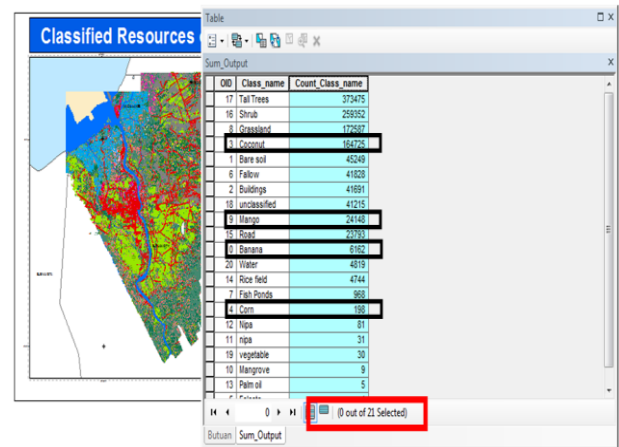 Classified Resources
Table
Sum_Output
OID Class_name Count_Class_name
17 Tall Trees 373475
16 Shrub 259352
8 Grassland 172587
3 Coconut 164725
1 Bare soil 45249
6 Fallow 41828
2 Buildings 41691
18 unclassified 41215
9 Mango 24148
15 Road 23793
0 Banana 6162
20 Water 4819
14 Rice field 4744
7 Fish Ponds 968
4 Corn 198
12 Nipa 81
11 nipa 31
19 vegetable 30
10 Mangrove 9
13 Palm oil 5
0 (0 out of 21 Selected)
Butuan Sum_Output